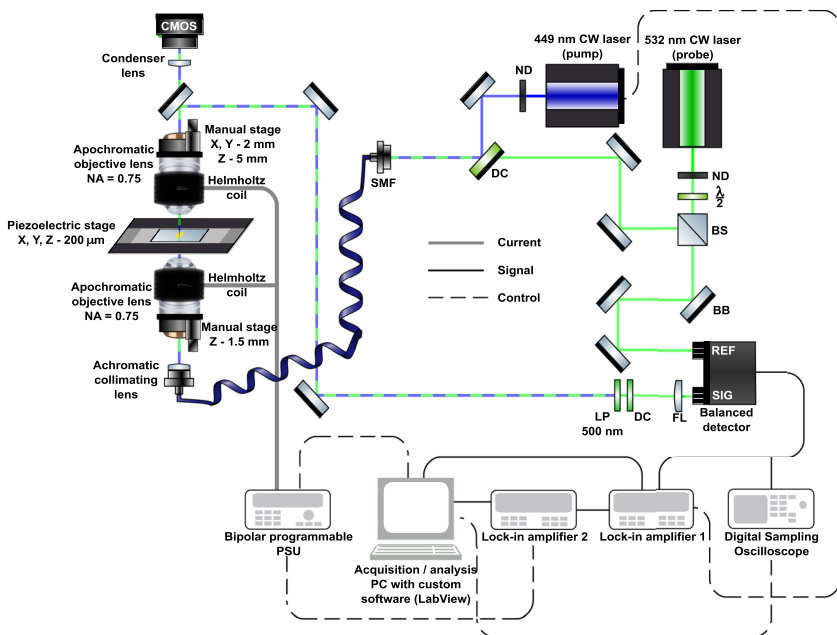 CMOS
Condenser
lens
449 nm CW laser
(pump)
532 nm CW laser
(probe)
ND
Apochromatic
objective lens
NA = 0.75
Manual stage
X, Y - 2 mm
Z - 5 mm
SMF
DC
ND
λ
2
Helmholtz
coil
BS
Piezoelectric stage
X, Y, Z - 200 μm
Current
Signal
Control
Helmholtz
coil
Apochromatic
objective lens
NA = 0.75
Manual stage
Z - 1.5 mm
BB
Achromatic
collimating
lens
REF
SIG
LP
500 nm
DC
FL
Balanced
detector
Bipolar programmable
PSU
Lock-in amplifier 2
Lock-in amplifier 1
Digital Sampling
Oscilloscope
Acquisition / analysis
PC with custom
software (LabView)